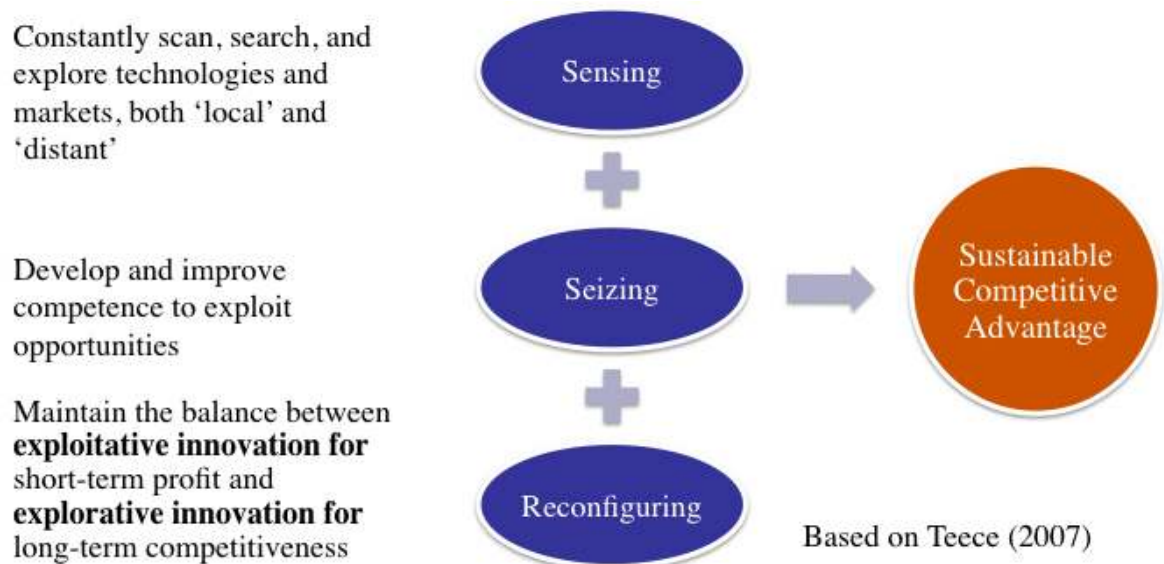 Constantly scan, search, and
explore technologies and
markets, both ‘local’ and
‘distant’
Sensing
Develop and improve
competence to exploit
opportunities
Seizing
Sustainable
Competitive
Advantage
Maintain the balance between
exploitative innovation for
short-term profit and
explorative innovation for
long-term competitiveness
Reconfiguring
Based on Teece (2007)